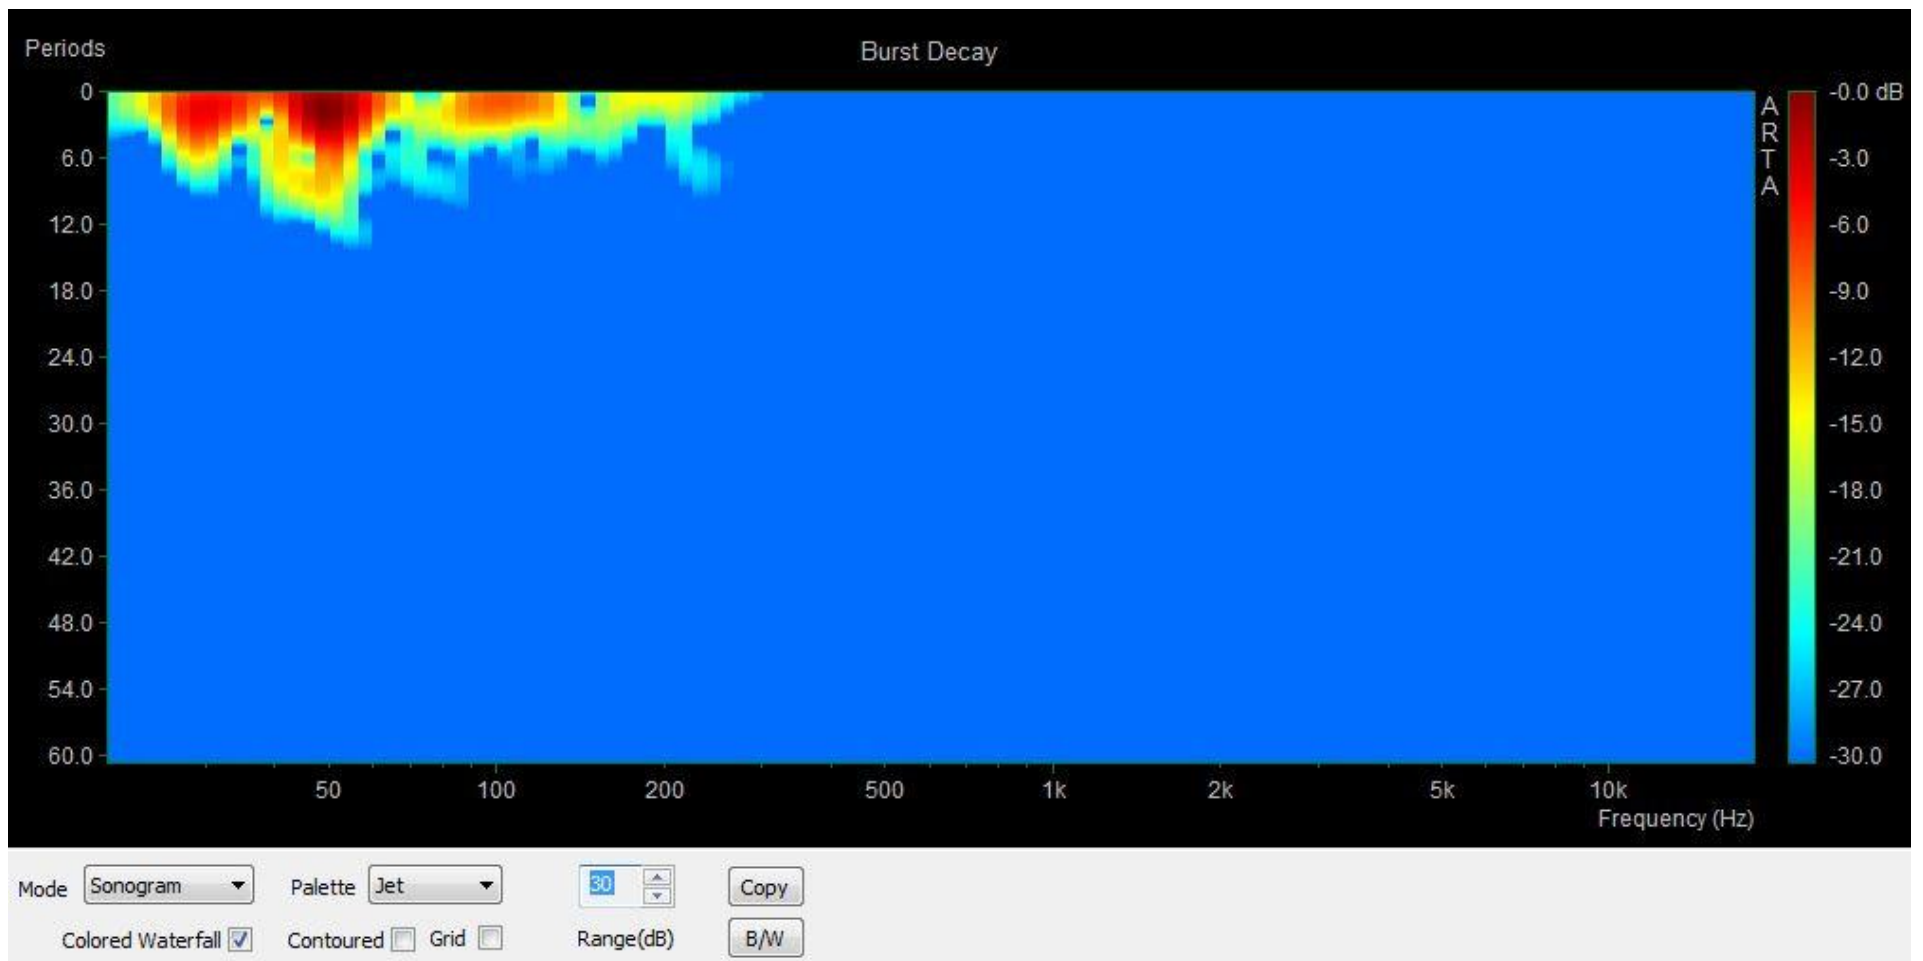 Periods
Burst Decay
0
6.0
12.0
18.0
24.0
30.0
36.0
42.0
48.0
54.0
60.0
50 100 200 500 1k 2k 5k 10k
Frequency (Hz)
A
R
T
A
-0.0 dB
-3.0
-6.0
-9.0
-12.0
-15.0
-18.0
-21.0
-24.0
-27.0
-30.0
Mode Sonogram Palette Jet 30 Copy
Colored Waterfall Contoured Grid Range(dB) B/W